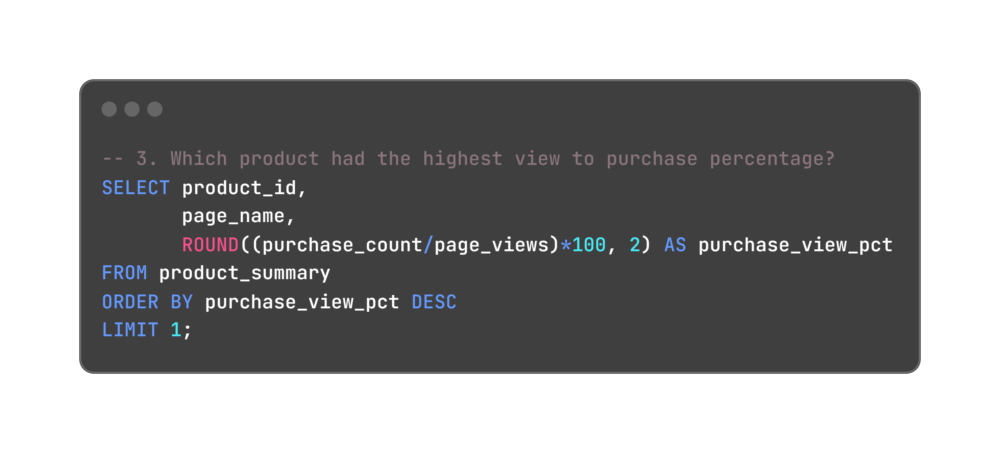 -- 3. Which product had the highest view to purchase percentage?
SELECT product_id,
       page_name,
       ROUND((purchase_count/page_views)*100, 2) AS purchase_view_pct
FROM product_summary
ORDER BY purchase_view_pct DESC
LIMIT 1;